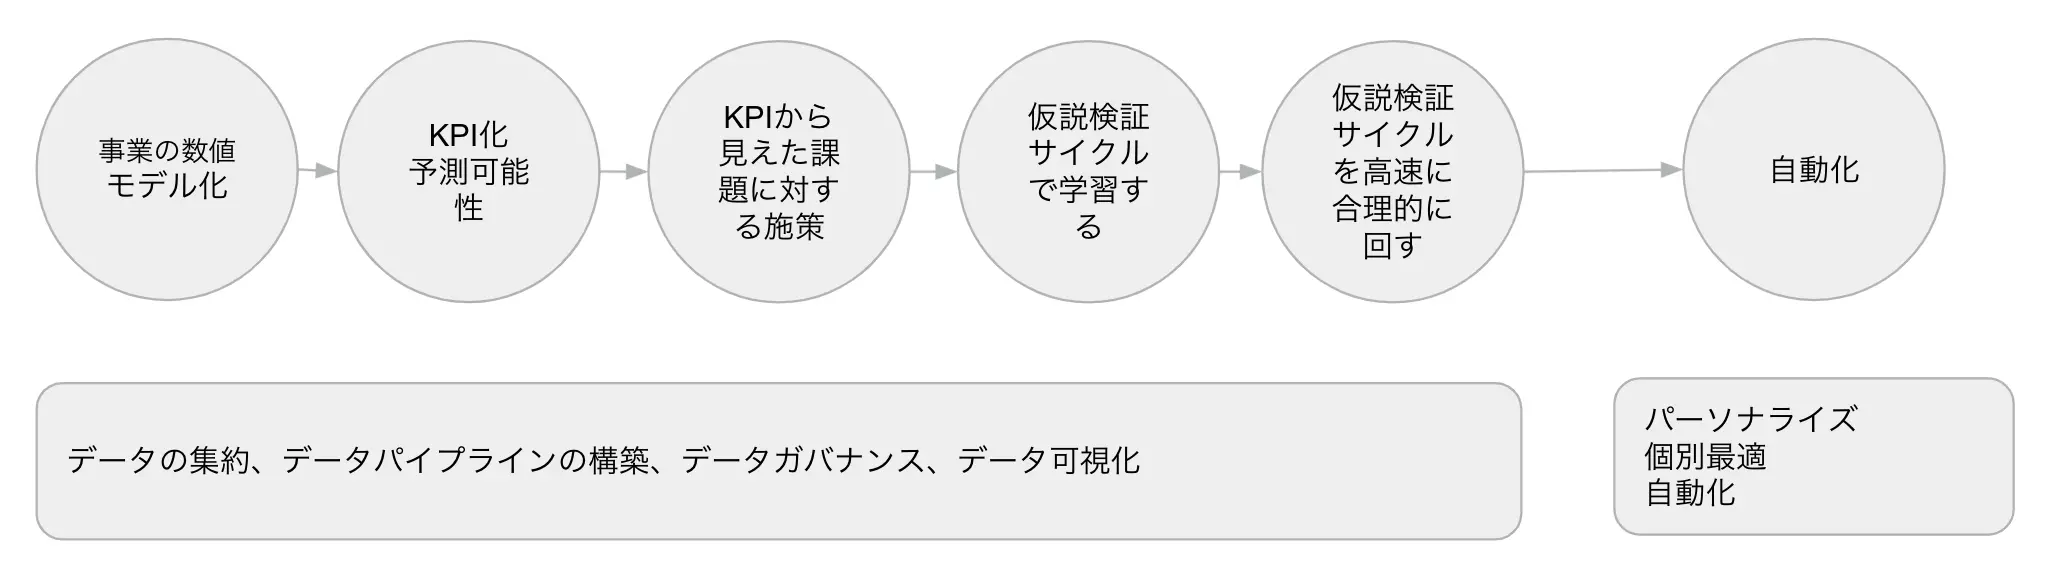 事業の数値
モデル化
KPI化
予測可能
性
KPIから
見えた課
題に対す
る施策
仮説検証
サイクル
で学習す
る
仮説検証
サイクル
を高速に
合理的に
回す
自動化
データの集約、データパイプラインの構築、データガバナンス、データ可視化
パーソナライズ
個別最適
自動化